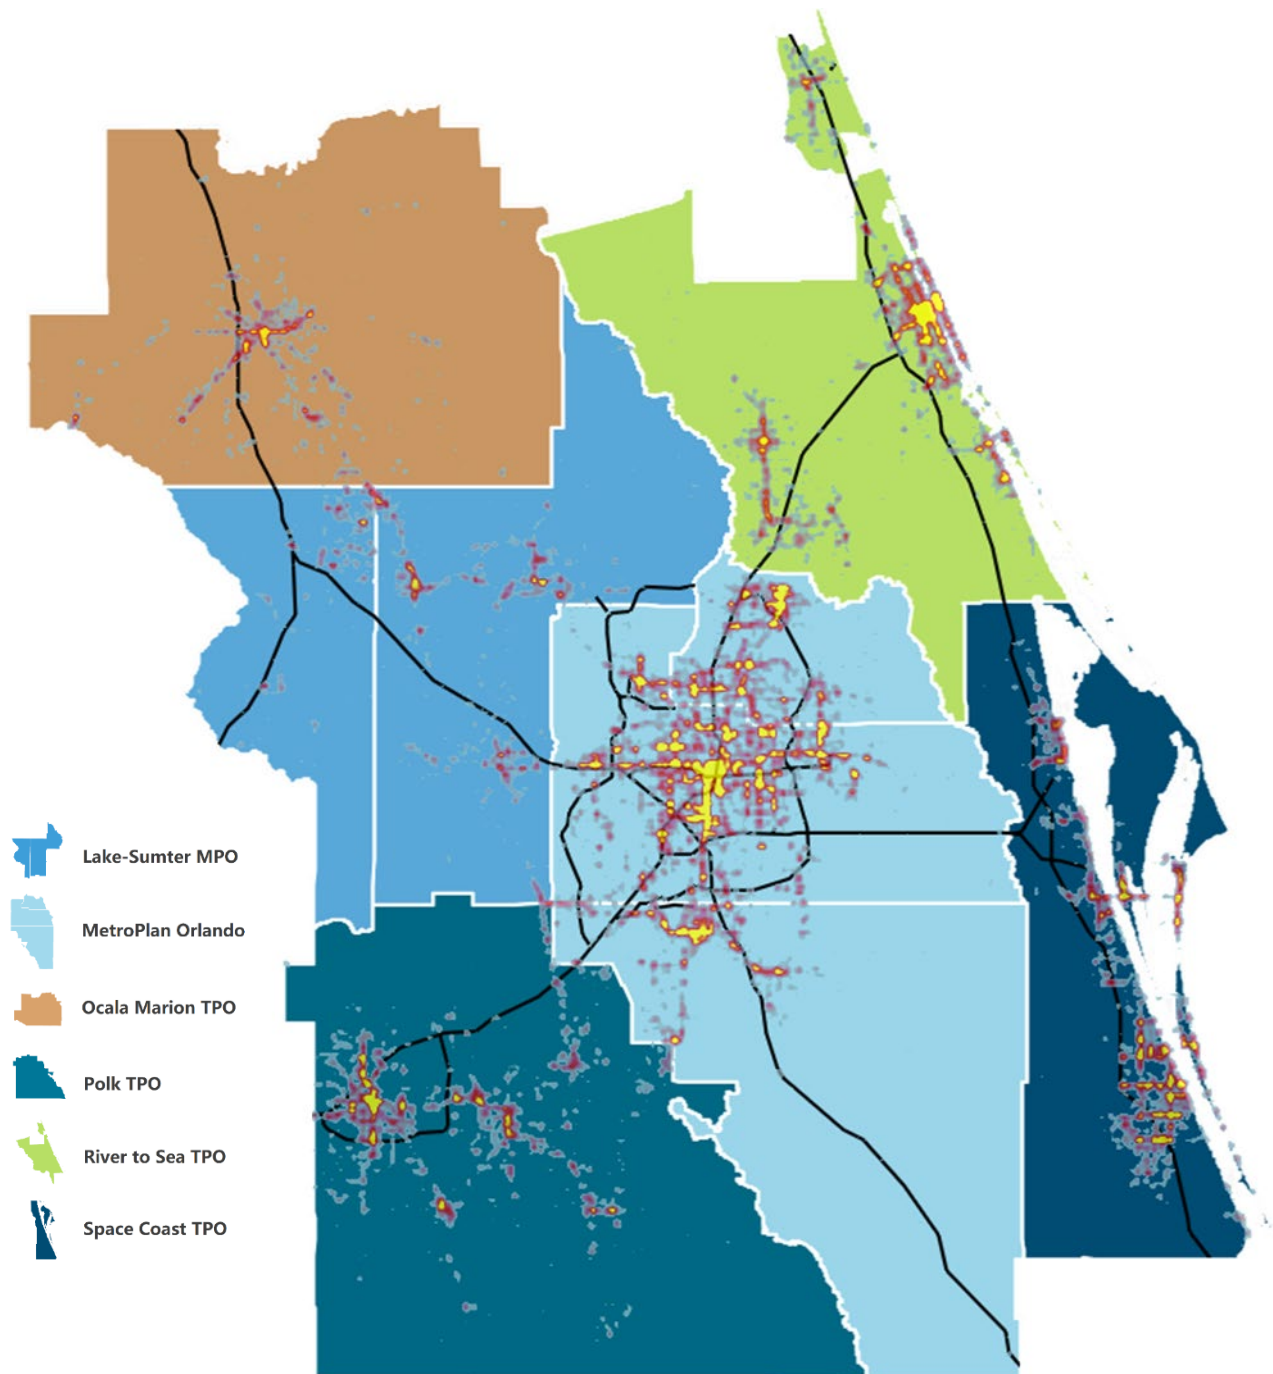 Lake-Sumter MPO
MetroPlan Orlando
Ocala Marion TPO
Polk TPO
River to Sea TPO
Space Coast TPO